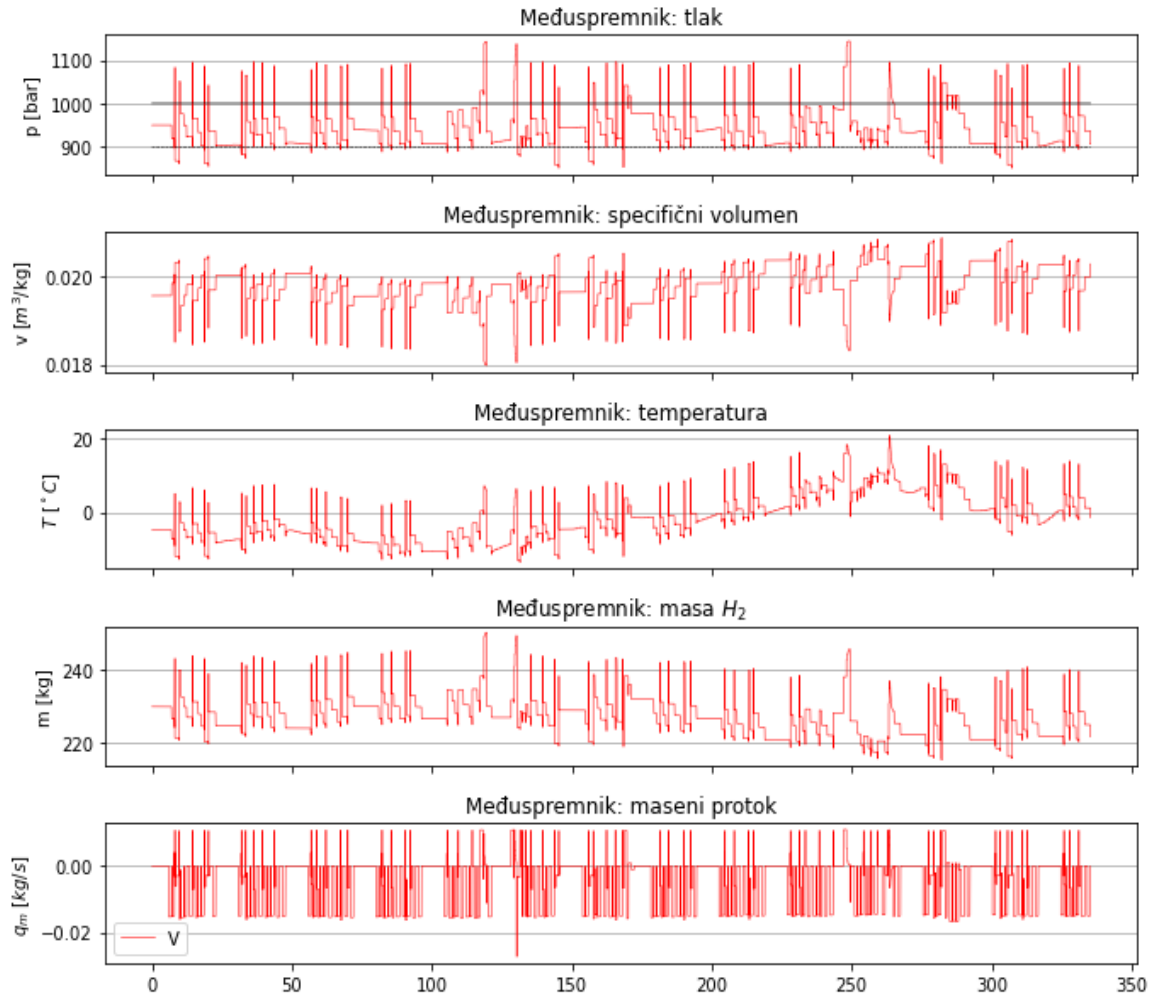 Međuspremnik: tlak
p [bar]
1100
1000
900
Međuspremnik: specifični volumen
v [m³/kg]
0.020
0.018
Međuspremnik: temperatura
T [°C]
20
0
Međuspremnik: masa H₂
m [kg]
240
220
Međuspremnik: maseni protok
qₘ [kg/s]
0.00
−0.02
V
0 50 100 150 200 250 300 350